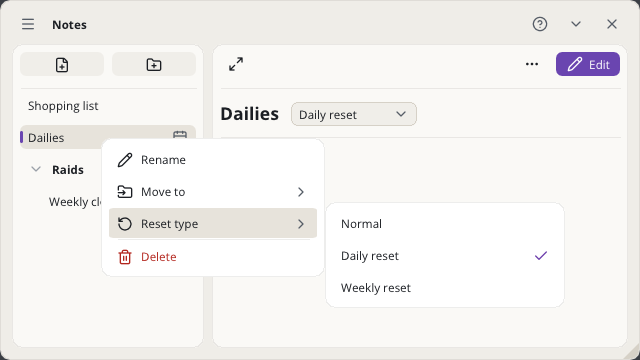 Notes
Edit
Shopping list
Dailies
Raids
Dailies
Daily reset
Rename
Move to
Reset type
Delete
Normal
Daily reset
Weekly reset